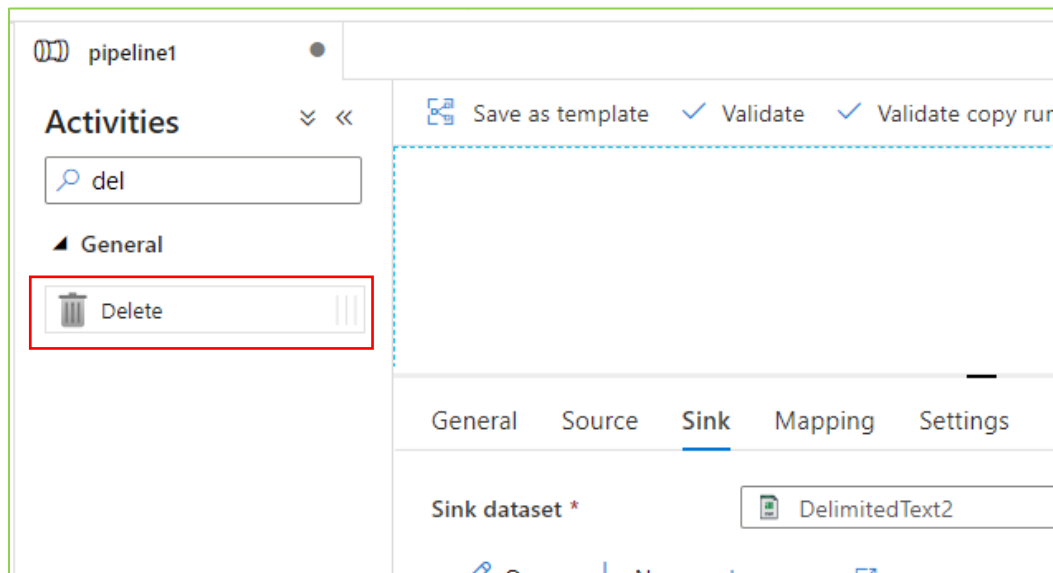 pipeline1
Activities
Save as template Validate Validate copy
del
General
Delete
General Source Sink Mapping Settings
Sink dataset *
DelimitedText2